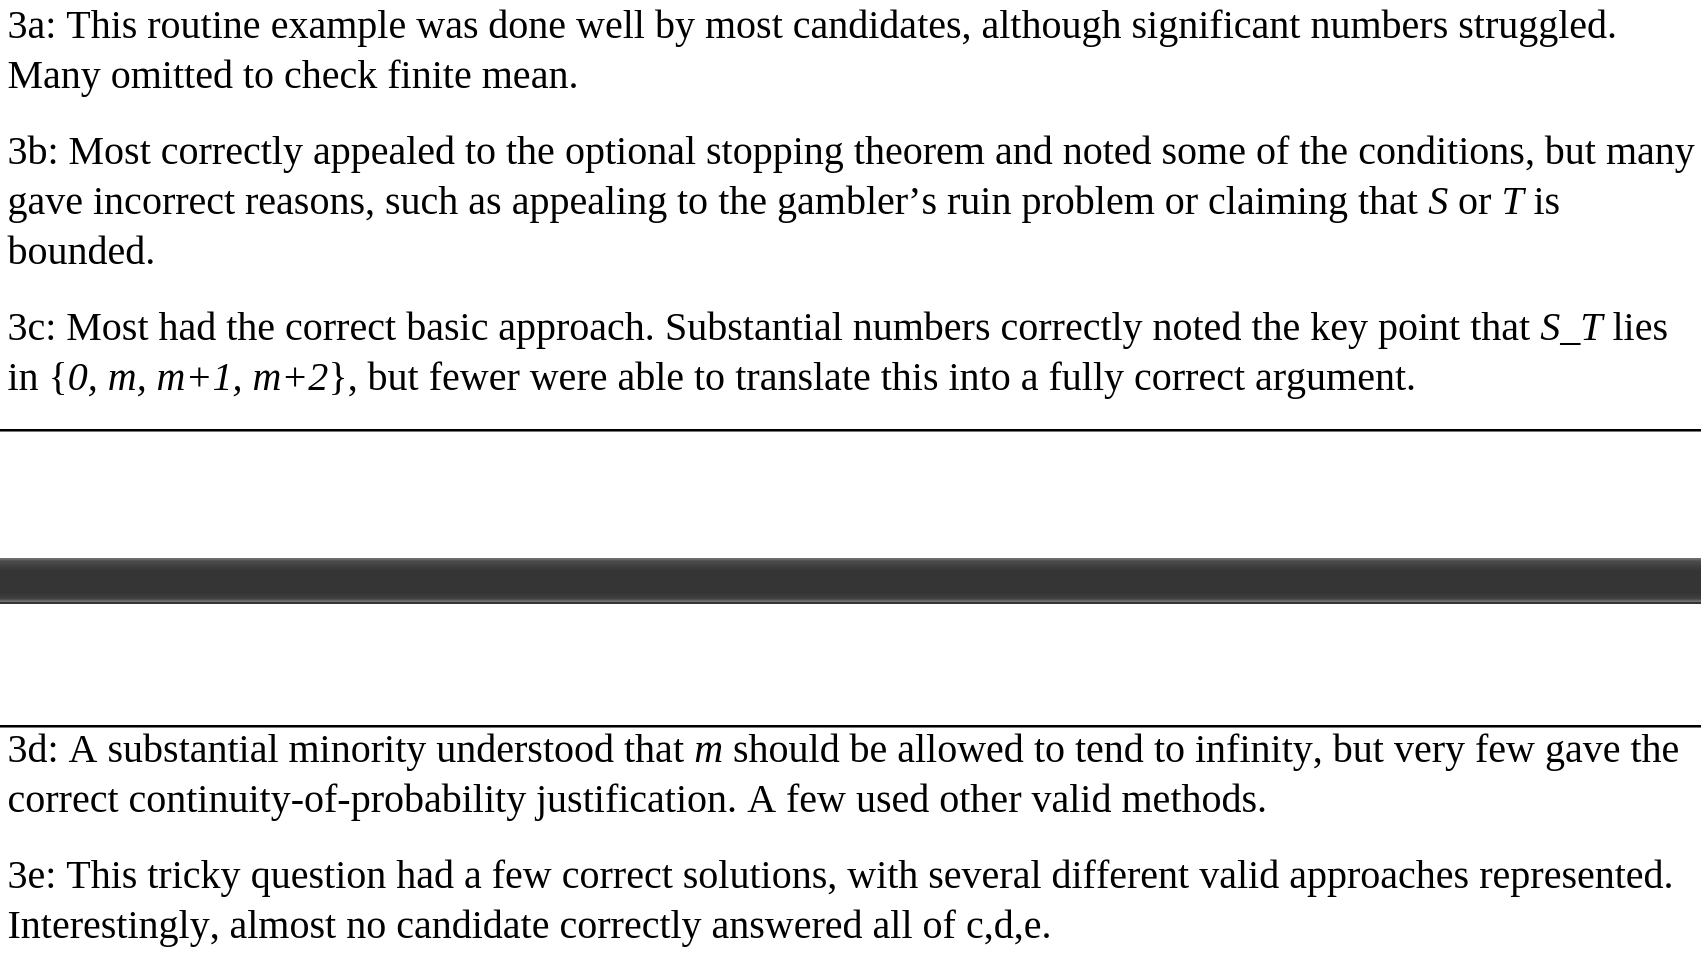 3a: This routine example was done well by most candidates, although significant numbers struggled.
Many omitted to check finite mean.
3b: Most correctly appealed to the optional stopping theorem and noted some of the conditions, but many
gave incorrect reasons, such as appealing to the gambler’s ruin problem or claiming that S or T is
bounded.
3c: Most had the correct basic approach. Substantial numbers correctly noted the key point that S_T lies
in {0, m, m+1, m+2}, but fewer were able to translate this into a fully correct argument.
3d: A substantial minority understood that m should be allowed to tend to infinity, but very few gave the
correct continuity-of-probability justification. A few used other valid methods.
3e: This tricky question had a few correct solutions, with several different valid approaches represented.
Interestingly, almost no candidate correctly answered all of c,d,e.